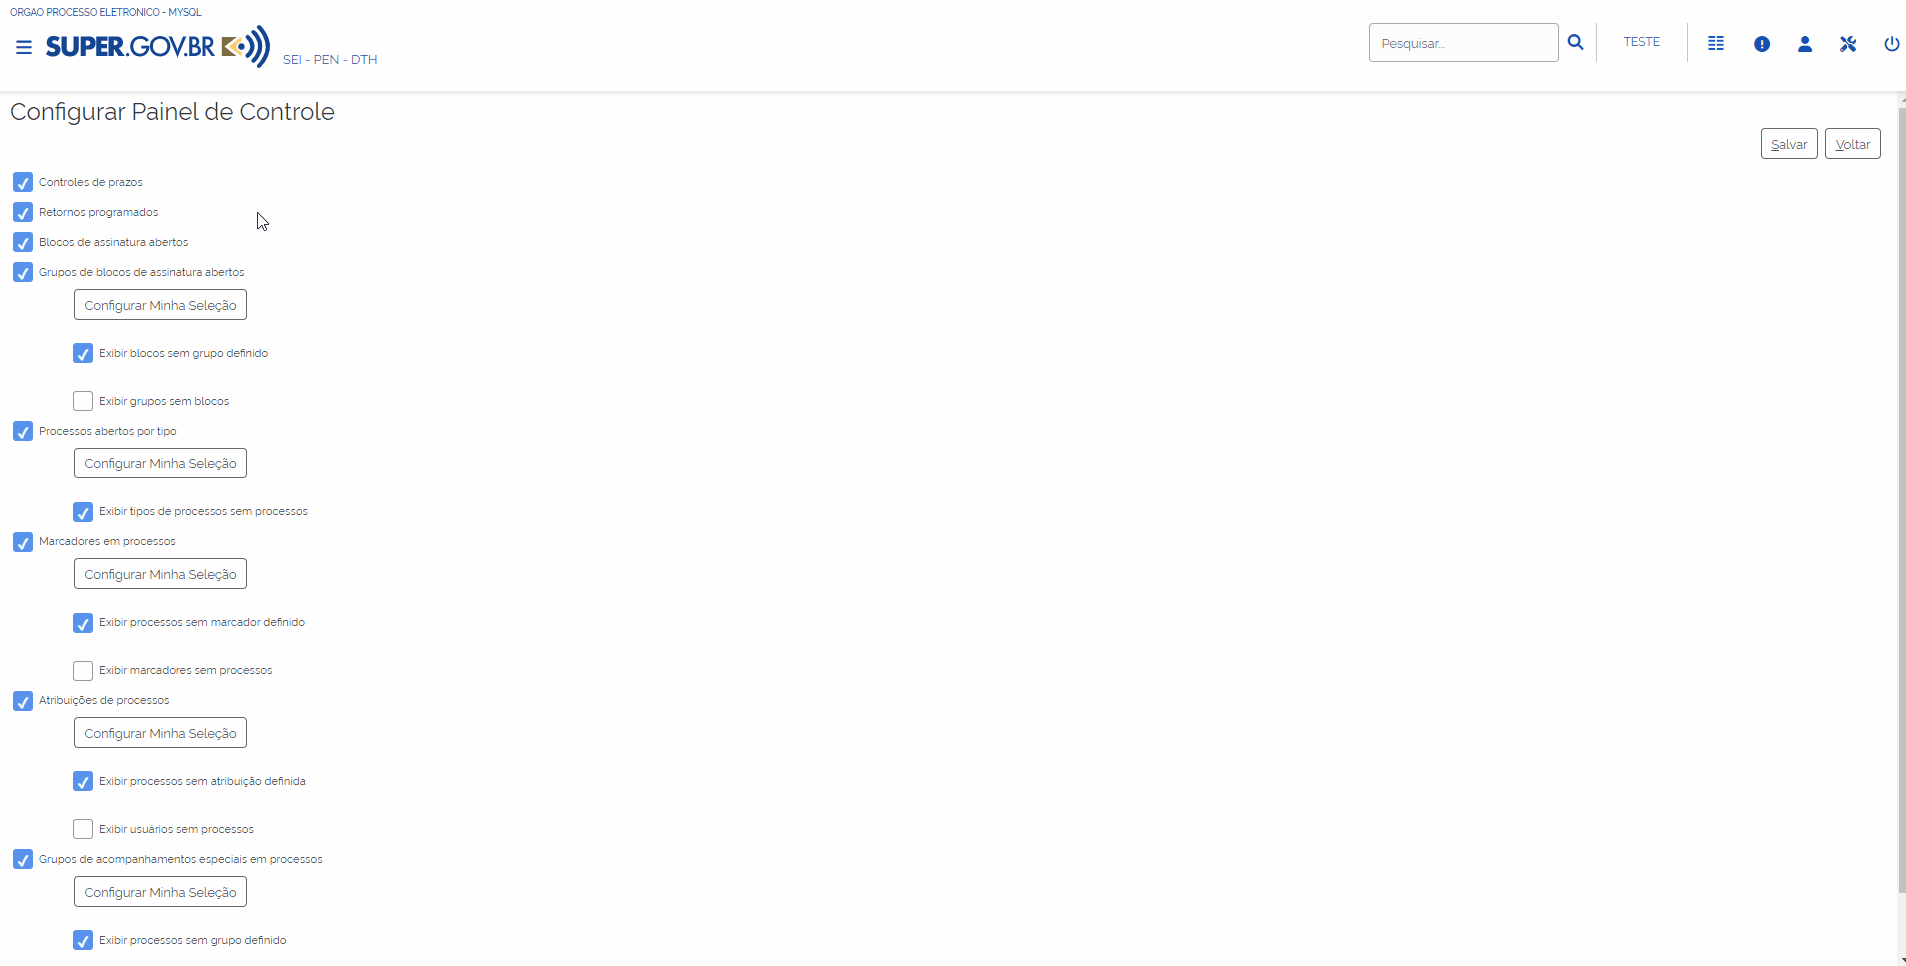 ORGAO PROCESSO ELETRONICO - MYSQL
SUPER.GOV.BR
SEI - PEN - DTH
Pesquisar...
TESTE
Configurar Painel de Controle
Salvar
Voltar
Controles de prazos
Retornos programados
Blocos de assinatura abertos
Grupos de blocos de assinatura abertos
Configurar Minha Seleção
Exibir blocos sem grupo definido
Exibir grupos sem blocos
Processos abertos por tipo
Configurar Minha Seleção
Exibir tipos de processos sem processos
Marcadores em processos
Configurar Minha Seleção
Exibir processos sem marcador definido
Exibir marcadores sem processos
Atribuições de processos
Configurar Minha Seleção
Exibir processos sem atribuição definida
Exibir usuários sem processos
Grupos de acompanhamentos especiais em processos
Configurar Minha Seleção
Exibir processos sem grupo definido